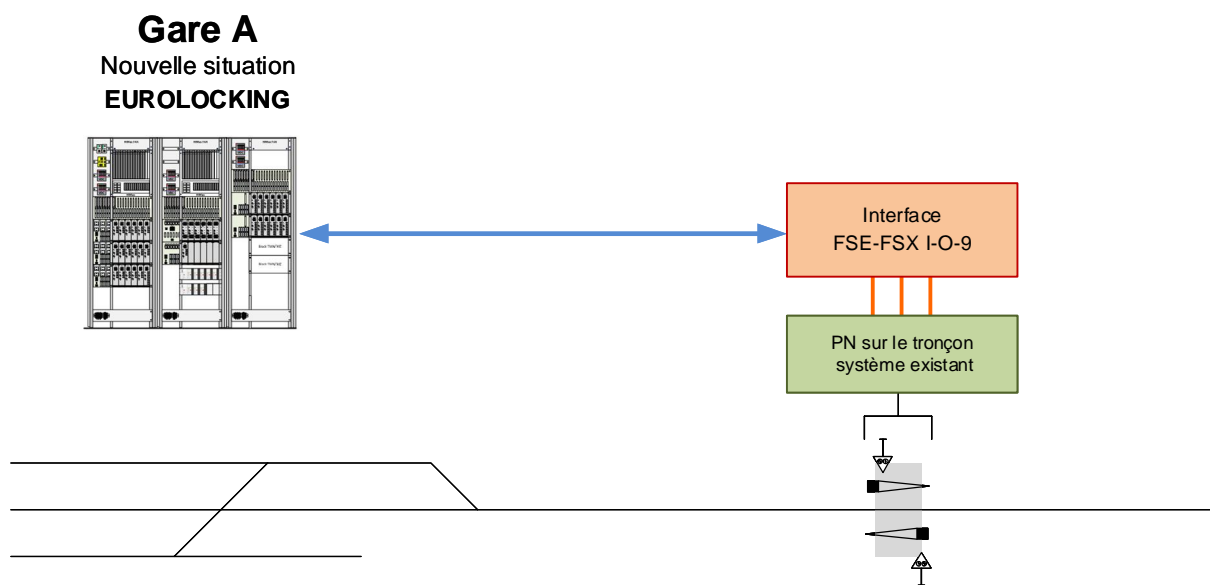 Gare A
Nouvelle situation
EUROLOCKING
Interface
FSE-FSX I-O-9
PN sur le tronçon
système existant